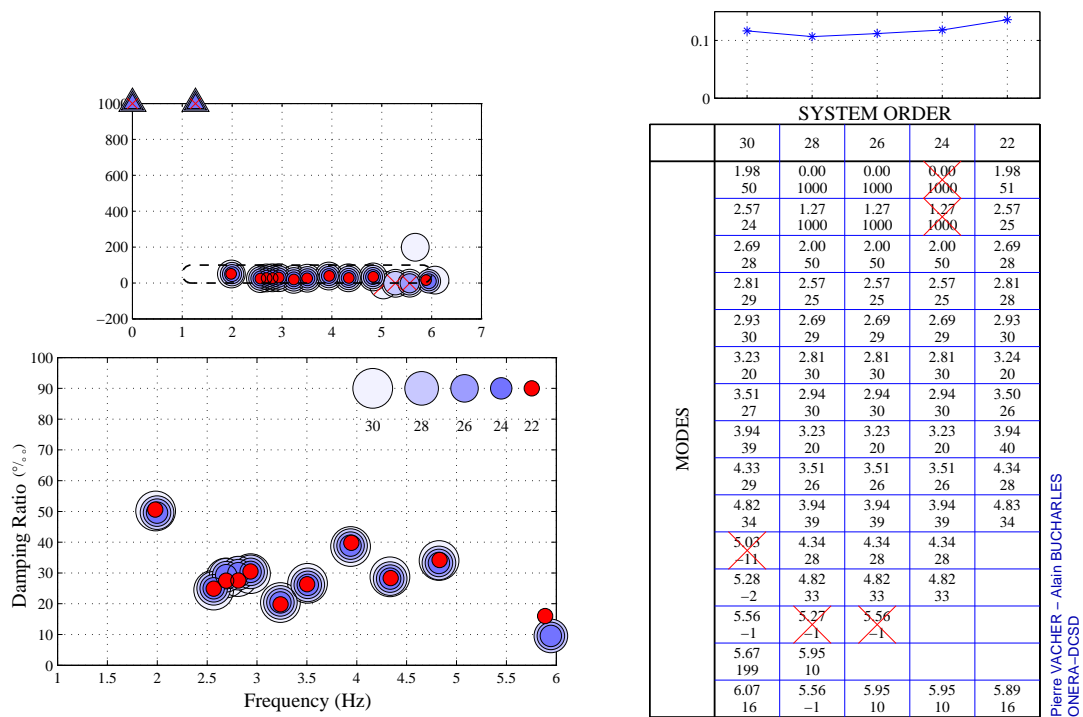 0.1
0
SYSTEM ORDER
1000
800
600
400
200
0
−200
0 1 2 3 4 5 6 7
100
90
80
70
60
50
40
30
20
10
0
30 28 26 24 22
1 1.5 2 2.5 3 3.5 4 4.5 5 5.5 6
Frequency (Hz)
Damping Ratio (°/₀₀)
MODES
30 28 26 24 22
1.98 0.00 0.00 0.00 1.98
50 1000 1000 1000 51
2.57 1.27 1.27 1.27 2.57
24 1000 1000 1000 25
2.69 2.00 2.00 2.00 2.69
28 50 50 50 28
2.81 2.57 2.57 2.57 2.81
29 25 25 25 28
2.93 2.69 2.69 2.69 2.93
30 29 29 29 30
3.23 2.81 2.81 2.81 3.24
20 30 30 30 20
3.51 2.94 2.94 2.94 3.50
27 30 30 30 26
3.94 3.23 3.23 3.23 3.94
39 20 20 20 40
4.33 3.51 3.51 3.51 4.34
29 26 26 26 28
4.82 3.94 3.94 3.94 4.83
34 39 39 39 34
5.03 4.34 4.34 4.34
−11 28 28 28
5.28 4.82 4.82 4.82
−2 33 33 33
5.56 5.27 5.56
−1 −1 −1
5.67 5.95
199 10
6.07 5.56 5.95 5.95 5.89
16 −1 10 10 16
Pierre VACHER − Alain BUCHARLES
ONERA−DCSD